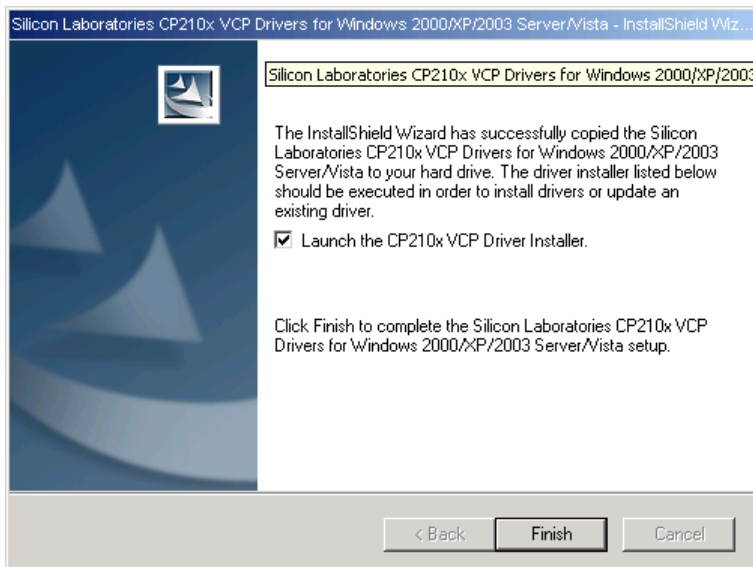 Silicon Laboratories CP210x VCP Drivers for Windows 2000/XP/2003 Server/Vista - InstallShield Wiz...
Silicon Laboratories CP210x VCP Drivers for Windows 2000/XP/2003
The InstallShield Wizard has successfully copied the Silicon
Laboratories CP210x VCP Drivers for Windows 2000/XP/2003
Server/Vista to your hard drive. The driver installer listed below
should be executed in order to install drivers or update an
existing driver.
Launch the CP210x VCP Driver Installer.
Click Finish to complete the Silicon Laboratories CP210x VCP
Drivers for Windows 2000/XP/2003 Server/Vista setup.
< Back
Finish
Cancel